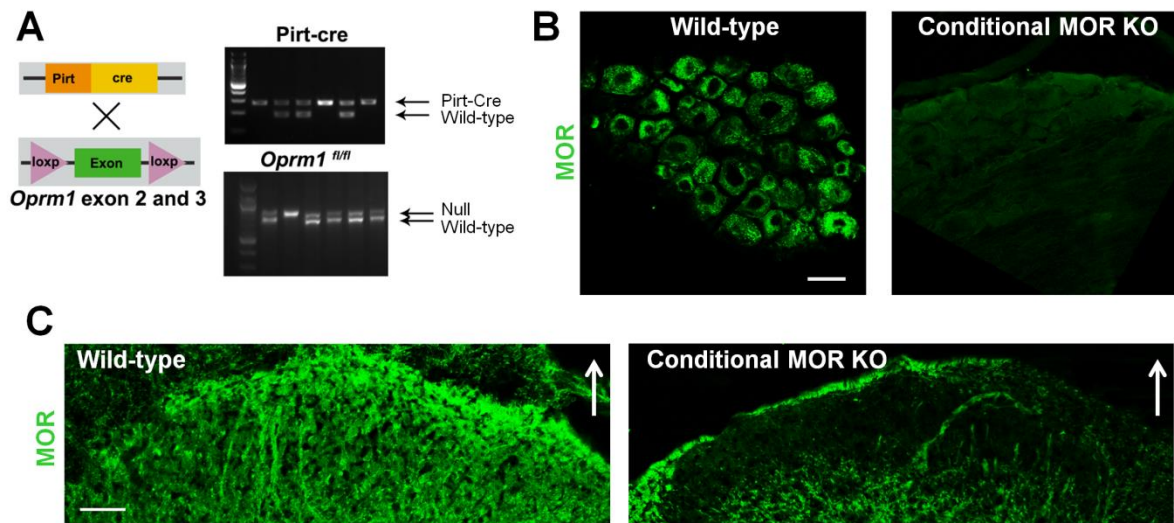 A
Pirt-cre
Pirt cre
Pirt-Cre
Wild-type
loxp Exon loxp
Oprm1 exon 2 and 3
Oprm1 fl/fl
Null
Wild-type
B
Wild-type
Conditional MOR KO
MOR
C
Wild-type
Conditional MOR KO
MOR